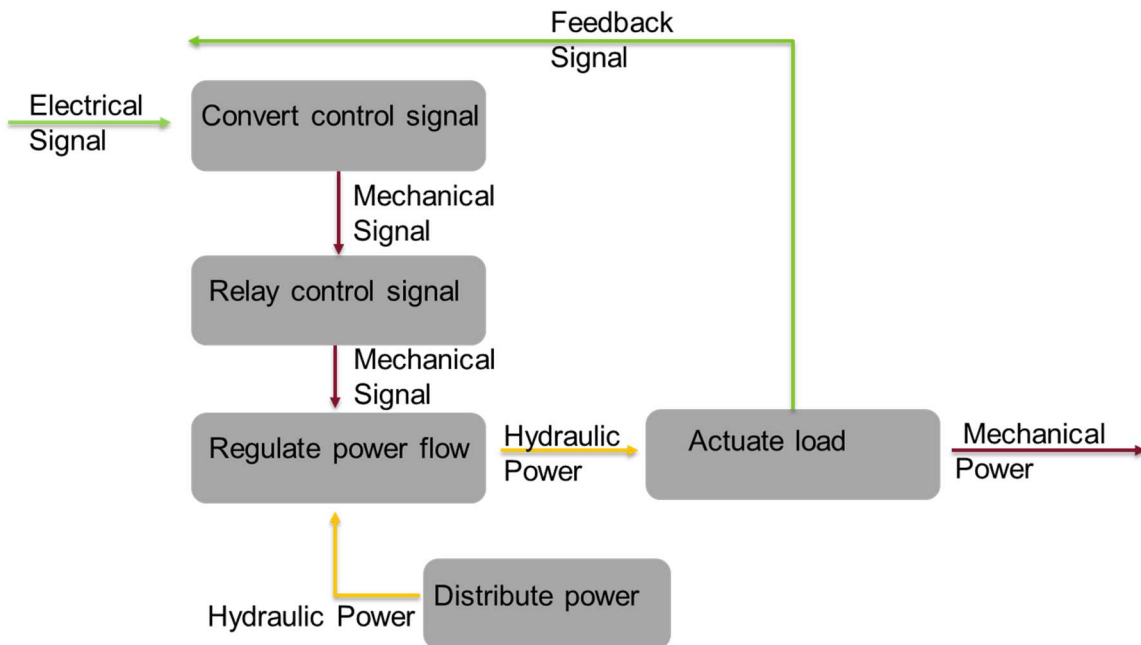 Feedback
Signal
Electrical
Signal
Convert control signal
Mechanical
Signal
Relay control signal
Mechanical
Signal
Regulate power flow
Hydraulic
Power
Actuate load
Mechanical
Power
Hydraulic Power
Distribute power